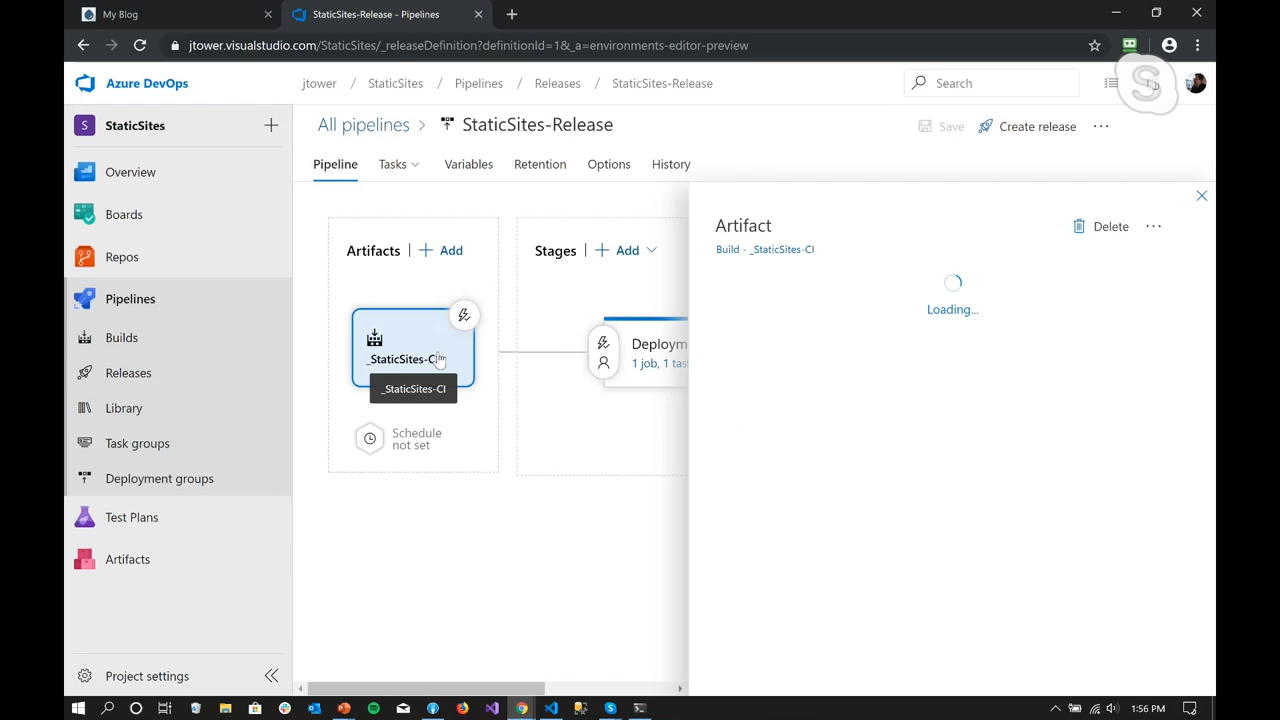 My Blog
StaticSites-Release - Pipelines
jtower.visualstudio.com/StaticSites/_releaseDefinition?definitionId=1&_a=environments-editor-preview
Azure DevOps
jtower / StaticSites / Pipelines / Releases / StaticSites-Release
Search
S StaticSites
All pipelines > StaticSites-Release
Save
Create release
Pipeline Tasks Variables Retention Options History
Overview
Boards
Repos
Pipelines
Builds
Releases
Library
Task groups
Deployment groups
Test Plans
Artifacts
Project settings
Artifacts | + Add
_StaticSites-CI
_StaticSites-CI
Schedule
not set
Stages | + Add
Deploym
1 job, 1 tas
Artifact
Delete
Build - _StaticSites-CI
Loading...
1:56 PM